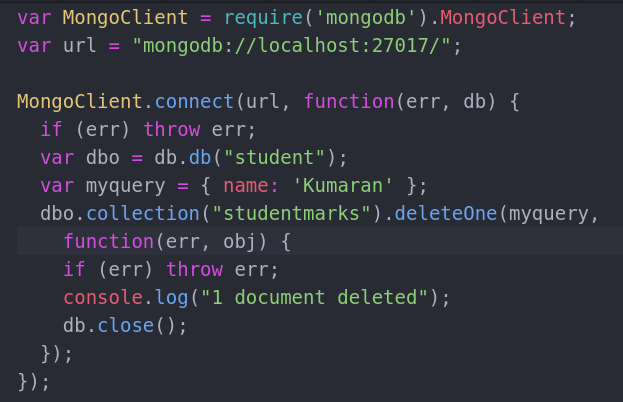 var MongoClient = require('mongodb').MongoClient;
var url = "mongodb://localhost:27017/";

MongoClient.connect(url, function(err, db) {
  if (err) throw err;
  var dbo = db.db("student");
  var myquery = { name: 'Kumaran' };
  dbo.collection("studentmarks").deleteOne(myquery,
    function(err, obj) {
    if (err) throw err;
    console.log("1 document deleted");
    db.close();
  });
});